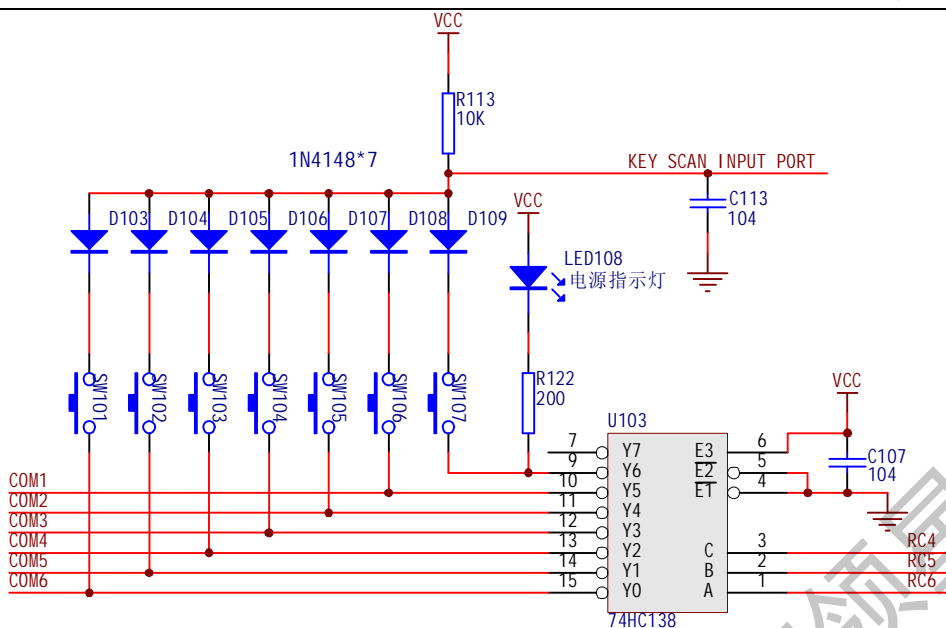 VCC
R113
10K
1N4148*7
KEY SCAN INPUT PORT
C113
104
D103
D104
D105
D106
D107
D108
D109
VCC
LED108
电源指示灯
SW101
SW102
SW103
SW104
SW105
SW106
SW107
R122
200
VCC
C107
104
U103
7 Y7 E3 6
9 Y6 E2 5
10 Y5 E1 4
11 Y4
12 Y3
13 Y2 C 3
14 Y1 B 2
15 Y0 A 1
COM1
COM2
COM3
COM4
COM5
COM6
RC4
RC5
RC6
74HC138